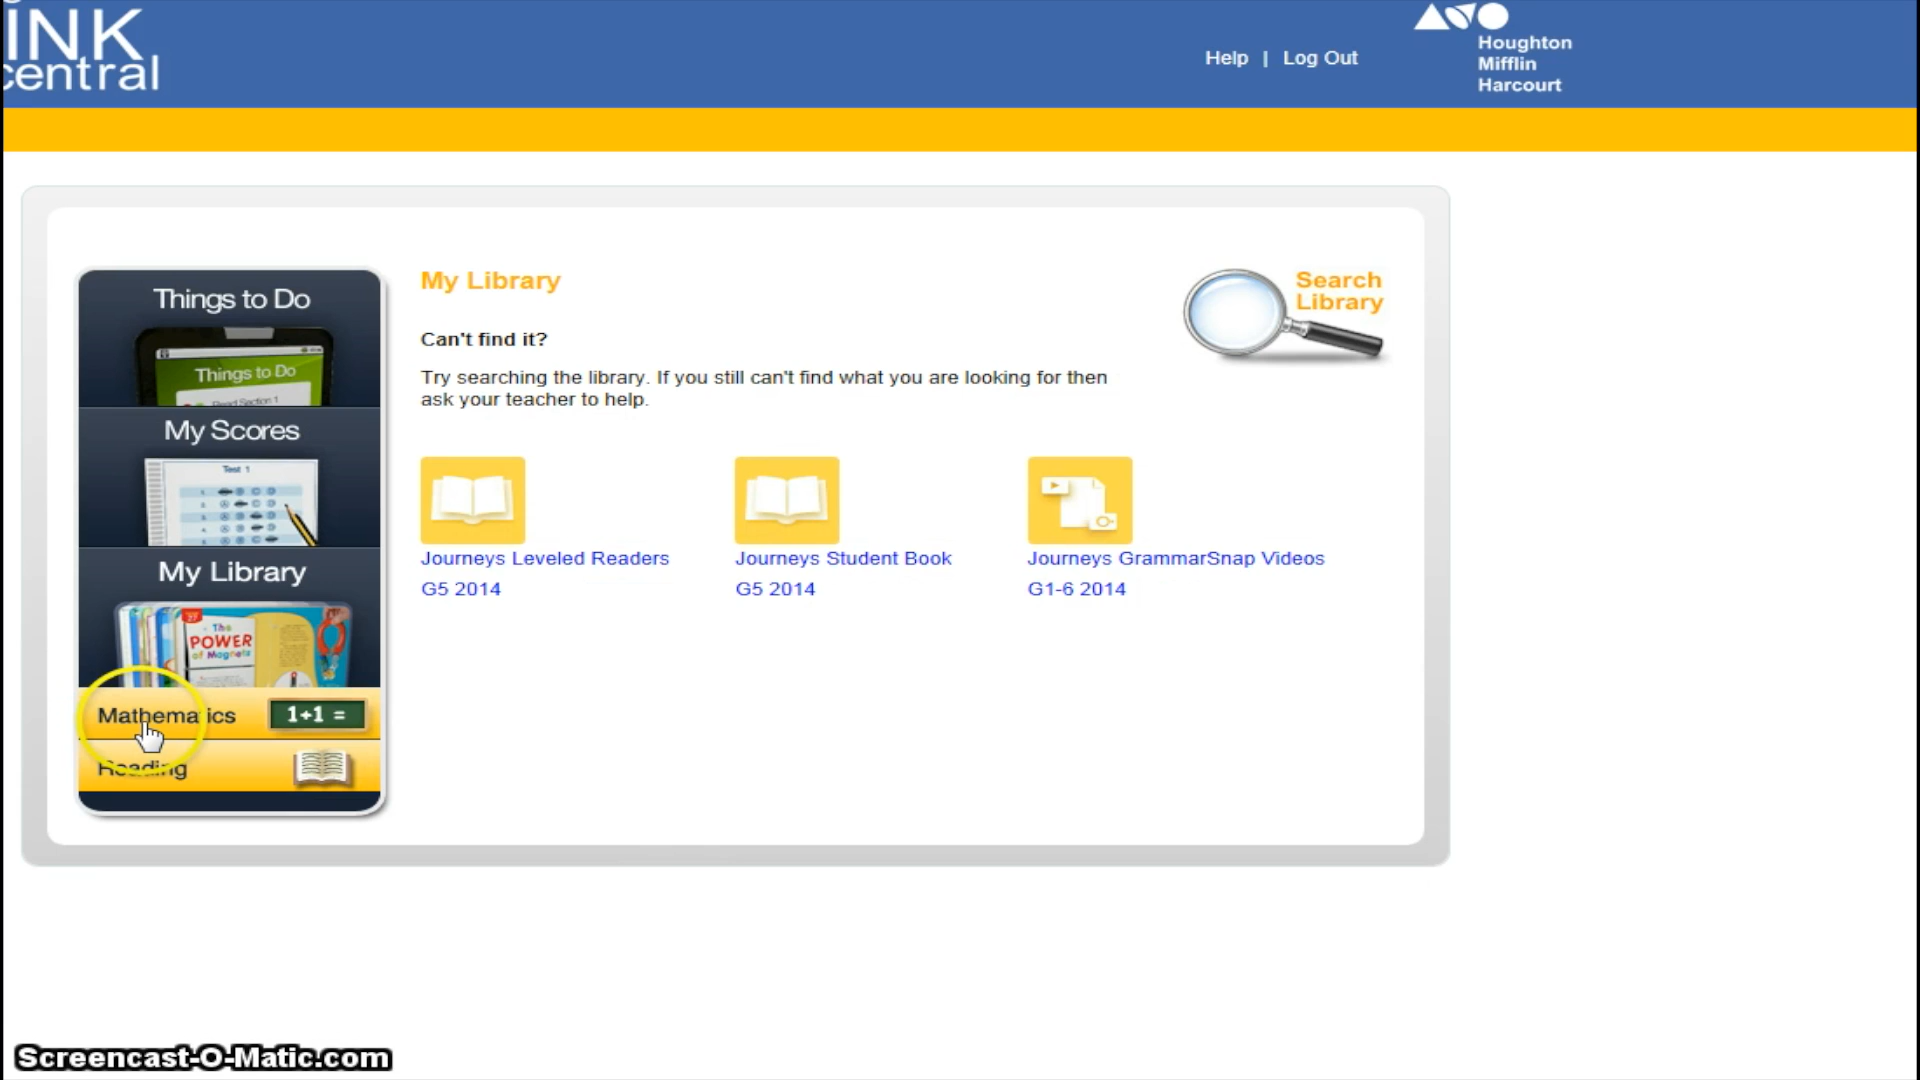 INK
central
Help | Log Out
Houghton
Mifflin
Harcourt
Things to Do
Things to Do
Read Section 1
My Scores
Test 1
My Library
The
POWER
of Magnets
Mathematics
1+1 =
Reading
My Library
Search
Library
Can't find it?
Try searching the library. If you still can't find what you are looking for then
ask your teacher to help.
Journeys Leveled Readers
G5 2014
Journeys Student Book
G5 2014
Journeys GrammarSnap Videos
G1-6 2014
Screencast-O-Matic.com